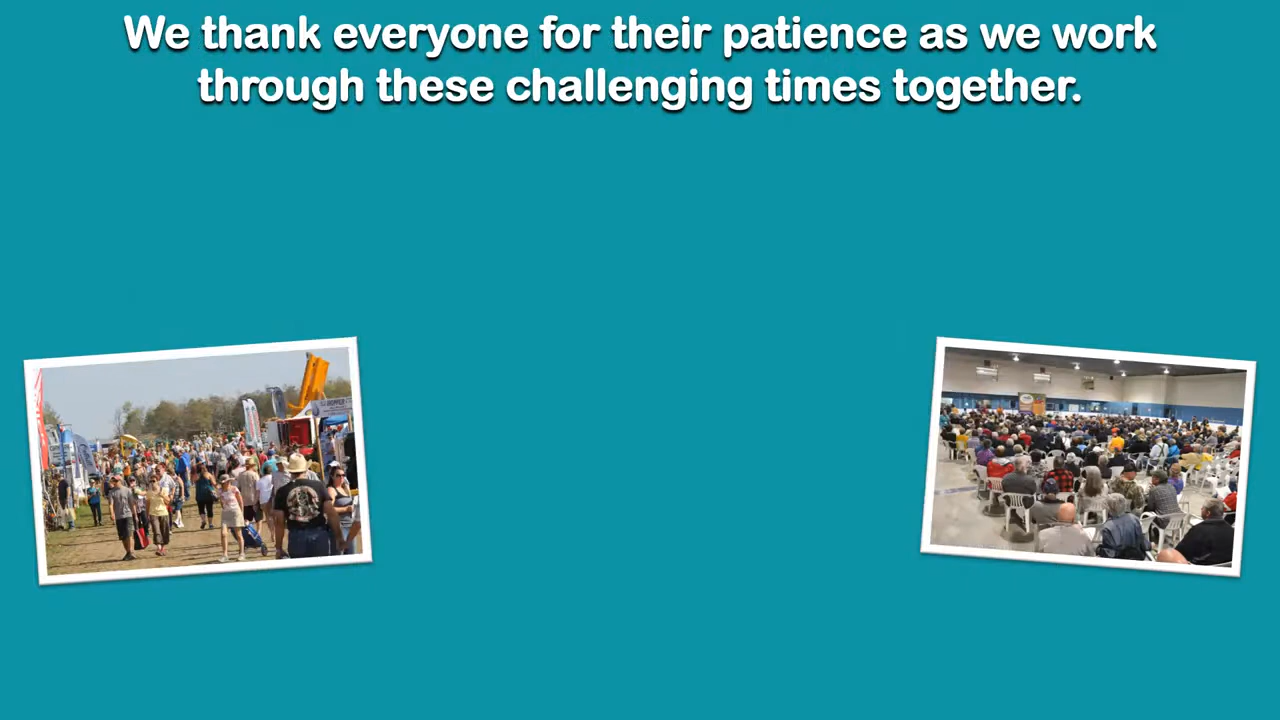 We thank everyone for their patience as we work
through these challenging times together.